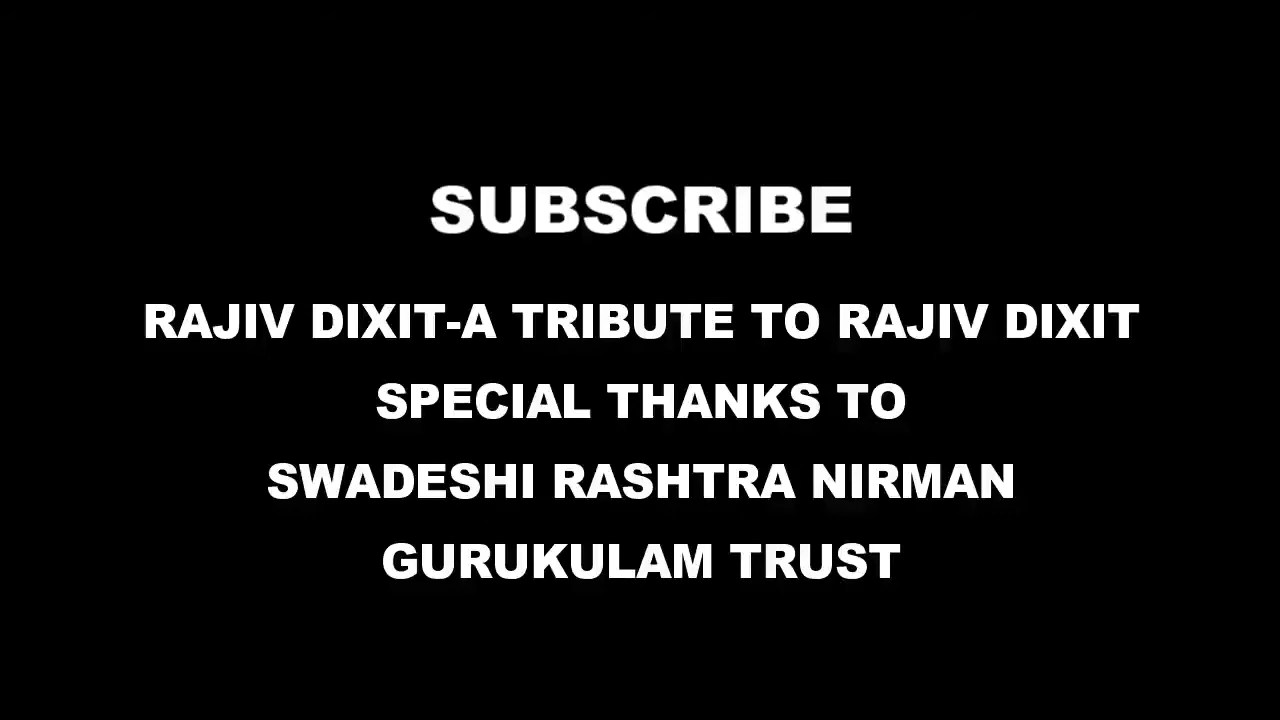 SUBSCRIBE
RAJIV DIXIT-A TRIBUTE TO RAJIV DIXIT
SPECIAL THANKS TO
SWADESHI RASHTRA NIRMAN
GURUKULAM TRUST